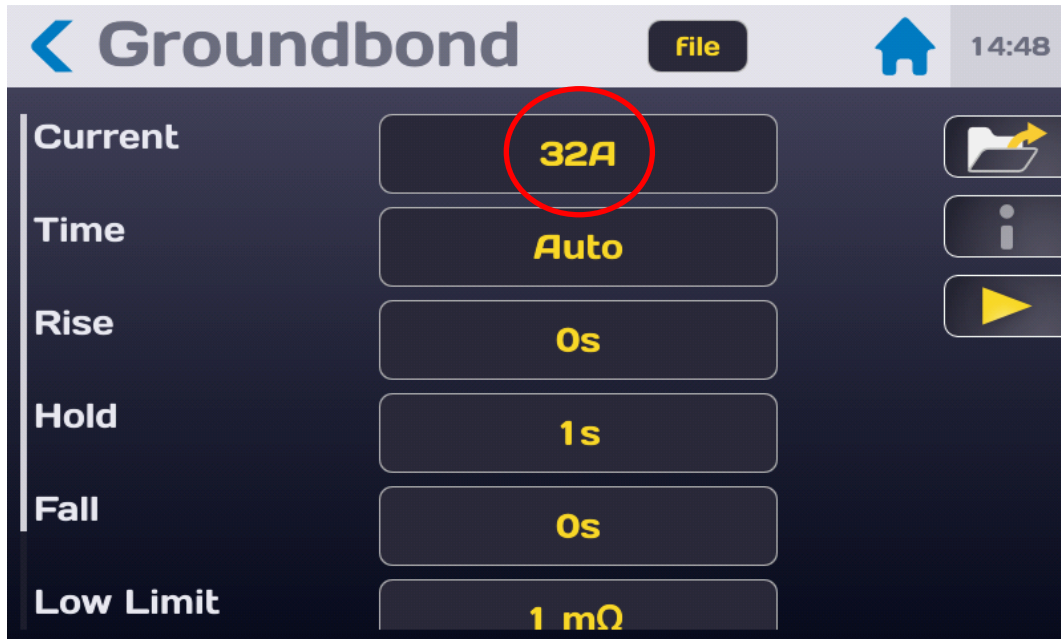 Groundbond
file
14:48
Current
32A
Time
Auto
Rise
0s
Hold
1s
Fall
0s
Low Limit
1 mΩ